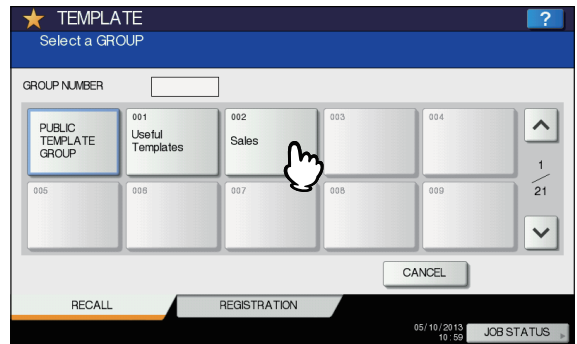 TEMPLATE
?
Select a GROUP
GROUP NUMBER
PUBLIC
TEMPLATE
GROUP
001
Useful
Templates
002
Sales
003
004
1
21
005
006
007
008
009
CANCEL
RECALL
REGISTRATION
05/10/2013
10:59
JOB STATUS